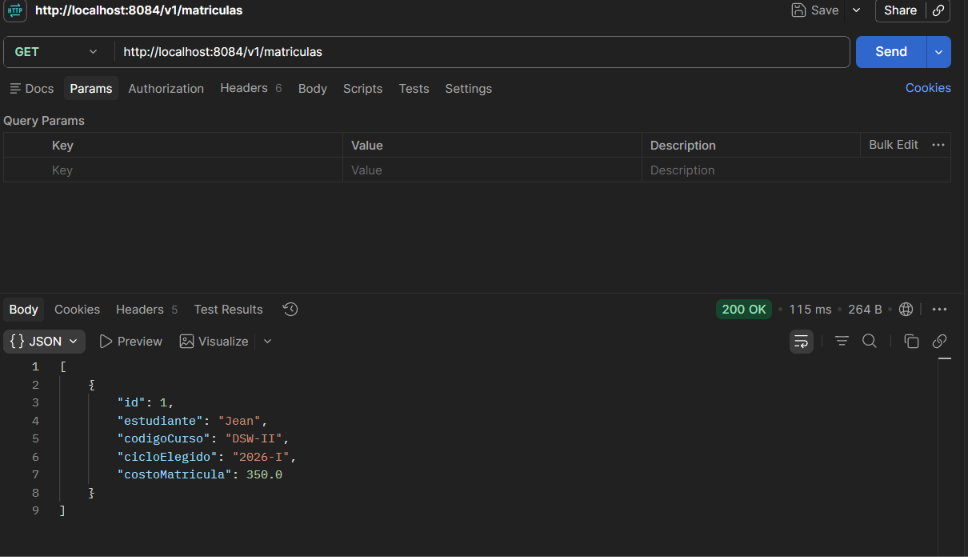 HTTP http://localhost:8084/v1/matriculas Save Share
GET http://localhost:8084/v1/matriculas Send
Docs Params Authorization Headers 6 Body Scripts Tests Settings Cookies
Query Params
Key Value Description Bulk Edit
Key Value Description
Body Cookies Headers 5 Test Results 200 OK • 115 ms • 264 B •
{} JSON Preview Visualize
1 [
2 {
3 "id": 1,
4 "estudiante": "Jean",
5 "codigoCurso": "DSW-II",
6 "cicloElegido": "2026-I",
7 "costoMatricula": 350.0
8 }
9 ]